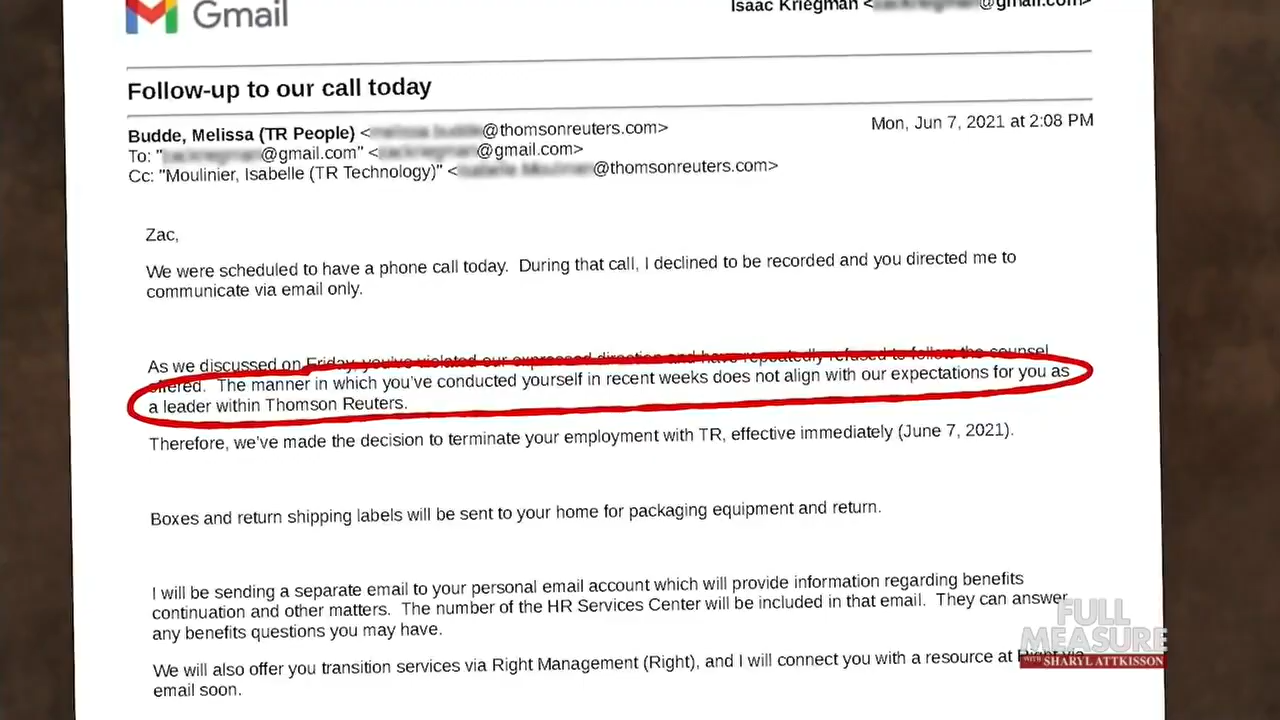 Gmail
Isaac Kriegman < @gmail.com>
Follow-up to our call today
Budde, Melissa (TR People) < @thomsonreuters.com>
Mon, Jun 7, 2021 at 2:08 PM
To: " @gmail.com" < @gmail.com>
Cc: "Moulinier, Isabelle (TR Technology)" < @thomsonreuters.com>
Zac,
We were scheduled to have a phone call today. During that call, I declined to be recorded and you directed me to
communicate via email only.
As we discussed on Friday, you've violated our expressed direction and have repeatedly refused to follow the counsel
offered. The manner in which you've conducted yourself in recent weeks does not align with our expectations for you as
a leader within Thomson Reuters.
Therefore, we've made the decision to terminate your employment with TR, effective immediately (June 7, 2021).
Boxes and return shipping labels will be sent to your home for packaging equipment and return.
I will be sending a separate email to your personal email account which will provide information regarding benefits
continuation and other matters. The number of the HR Services Center will be included in that email. They can answer
any benefits questions you may have.
We will also offer you transition services via Right Management (Right), and I will connect you with a resource at Right via
email soon.
FULL
MEASURE
WITH SHARYL ATTKISSON